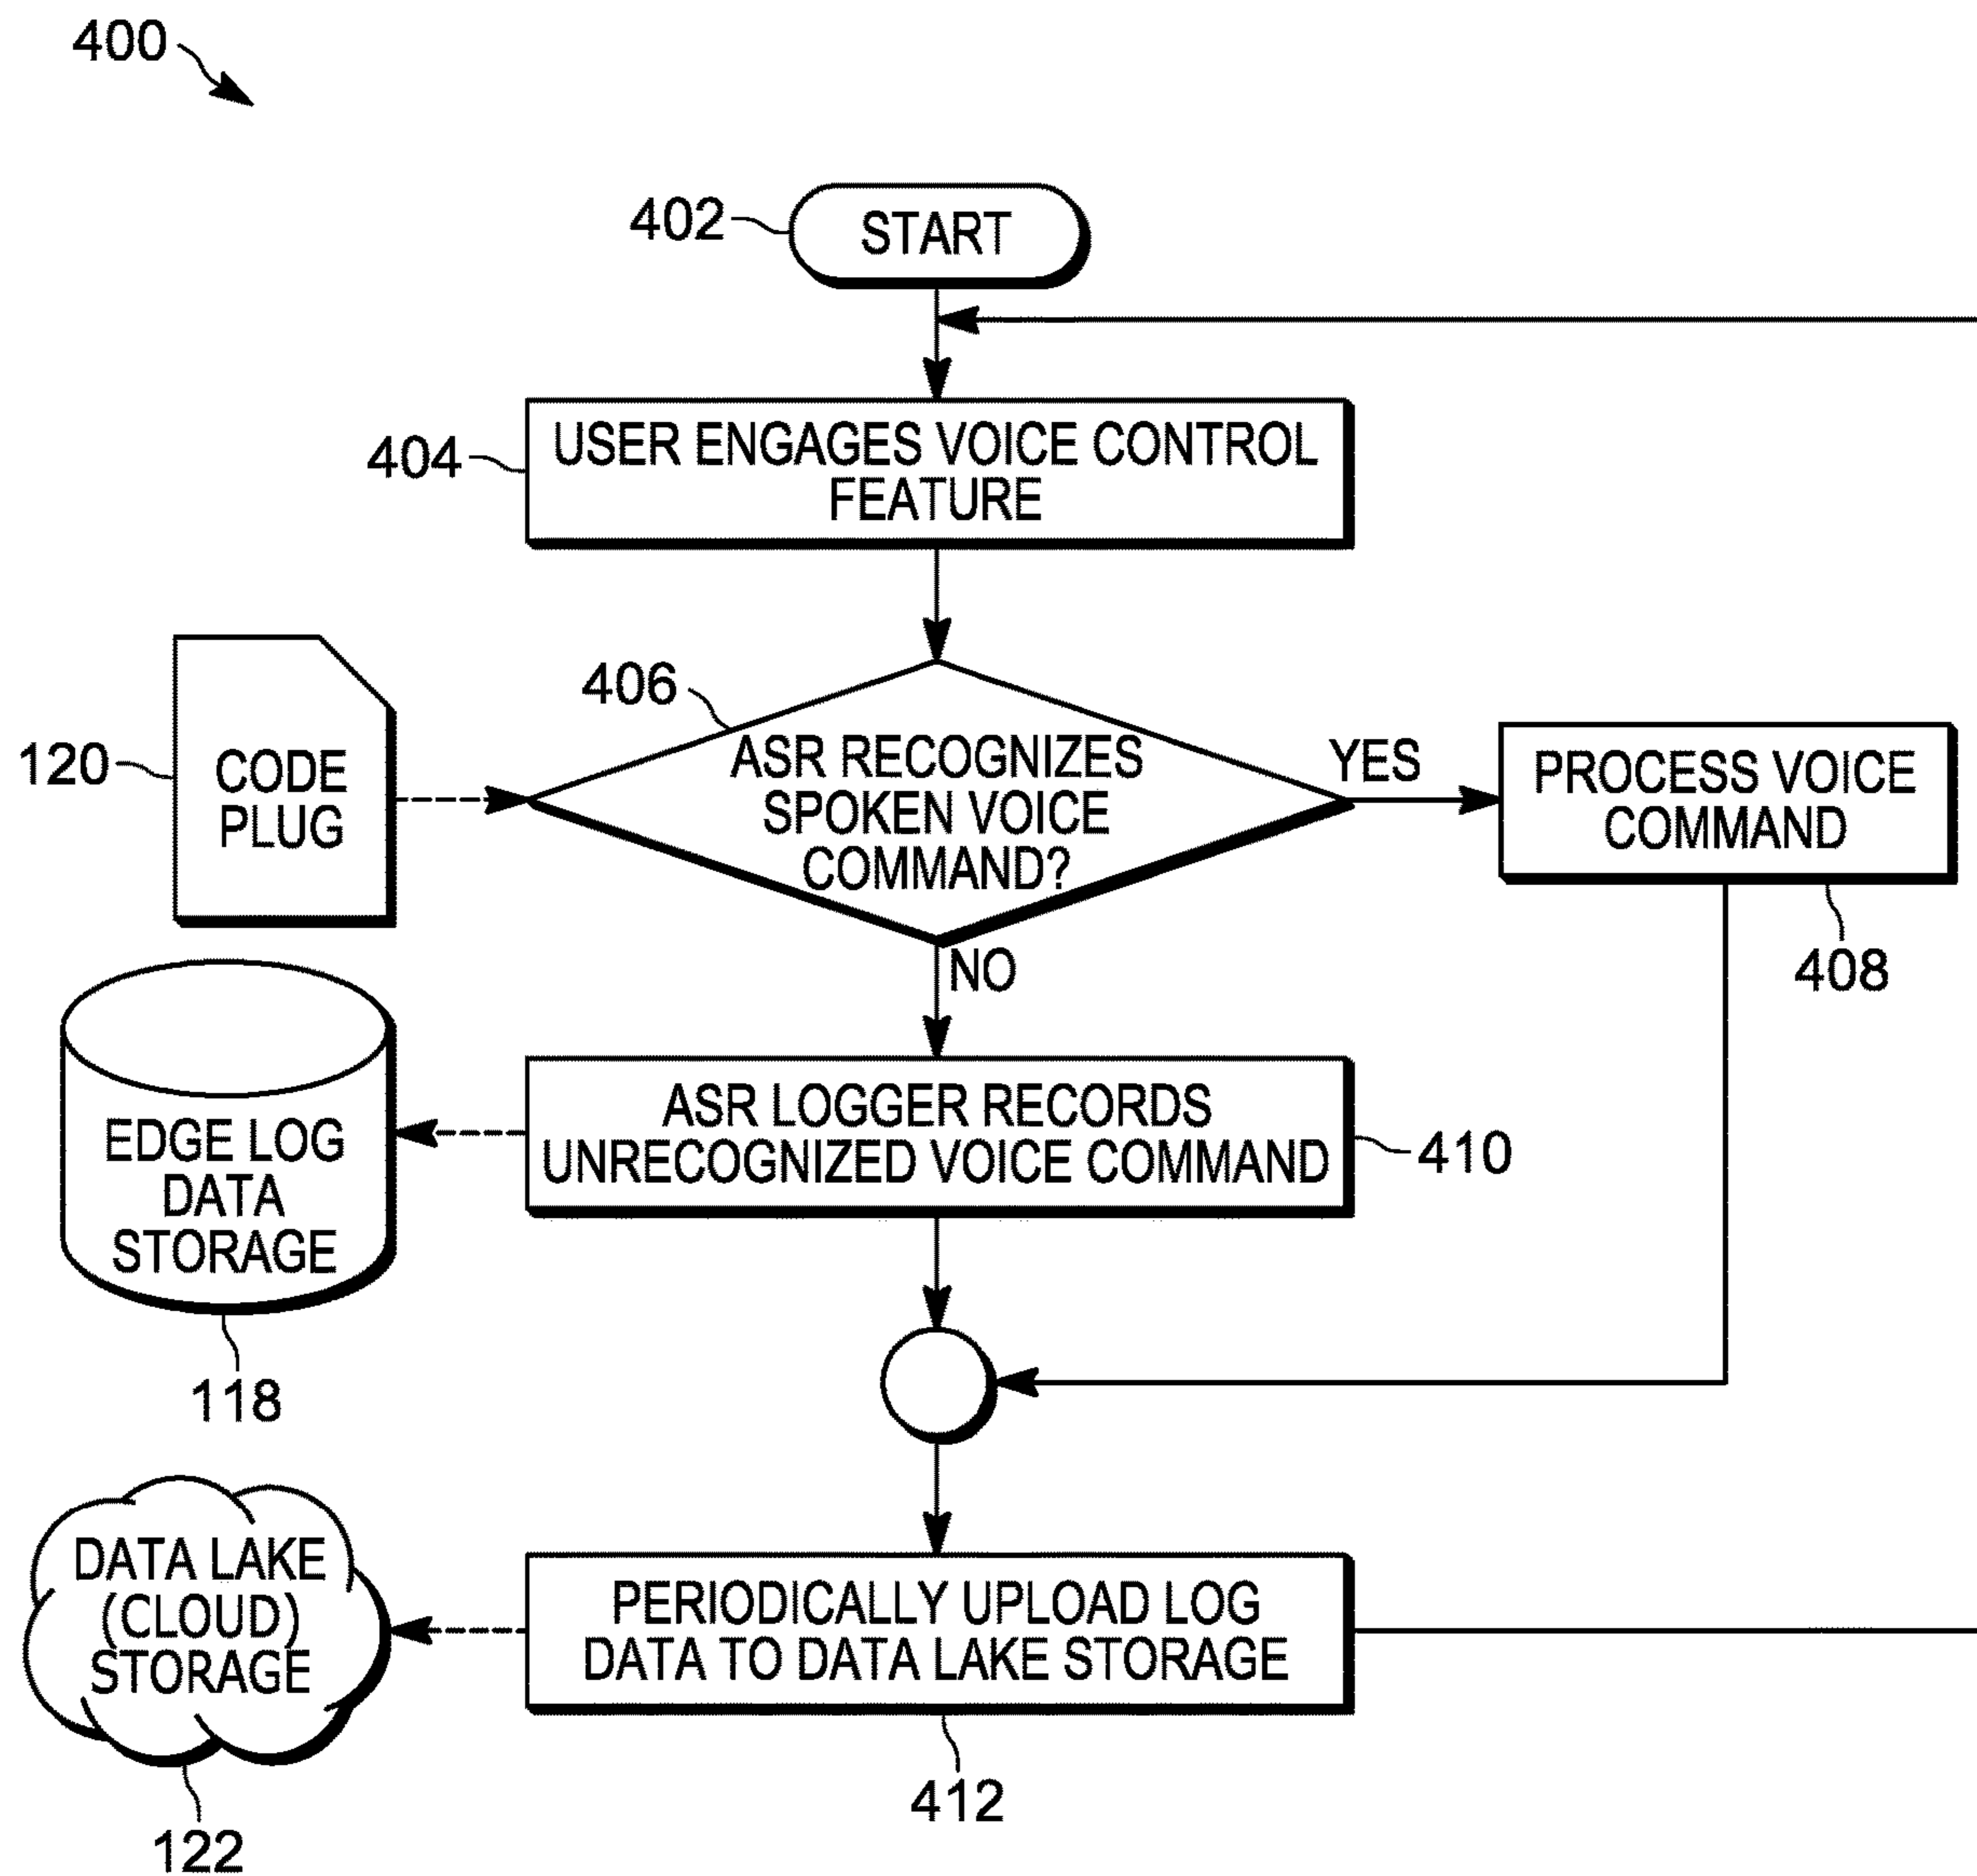 400
402
START
404
USER ENGAGES VOICE CONTROL
FEATURE
406
120
CODE
PLUG
ASR RECOGNIZES
SPOKEN VOICE
COMMAND?
YES
PROCESS VOICE
COMMAND
408
NO
EDGE LOG
DATA
STORAGE
118
ASR LOGGER RECORDS
UNRECOGNIZED VOICE COMMAND
410
DATA LAKE
(CLOUD)
STORAGE
122
PERIODICALLY UPLOAD LOG
DATA TO DATA LAKE STORAGE
412